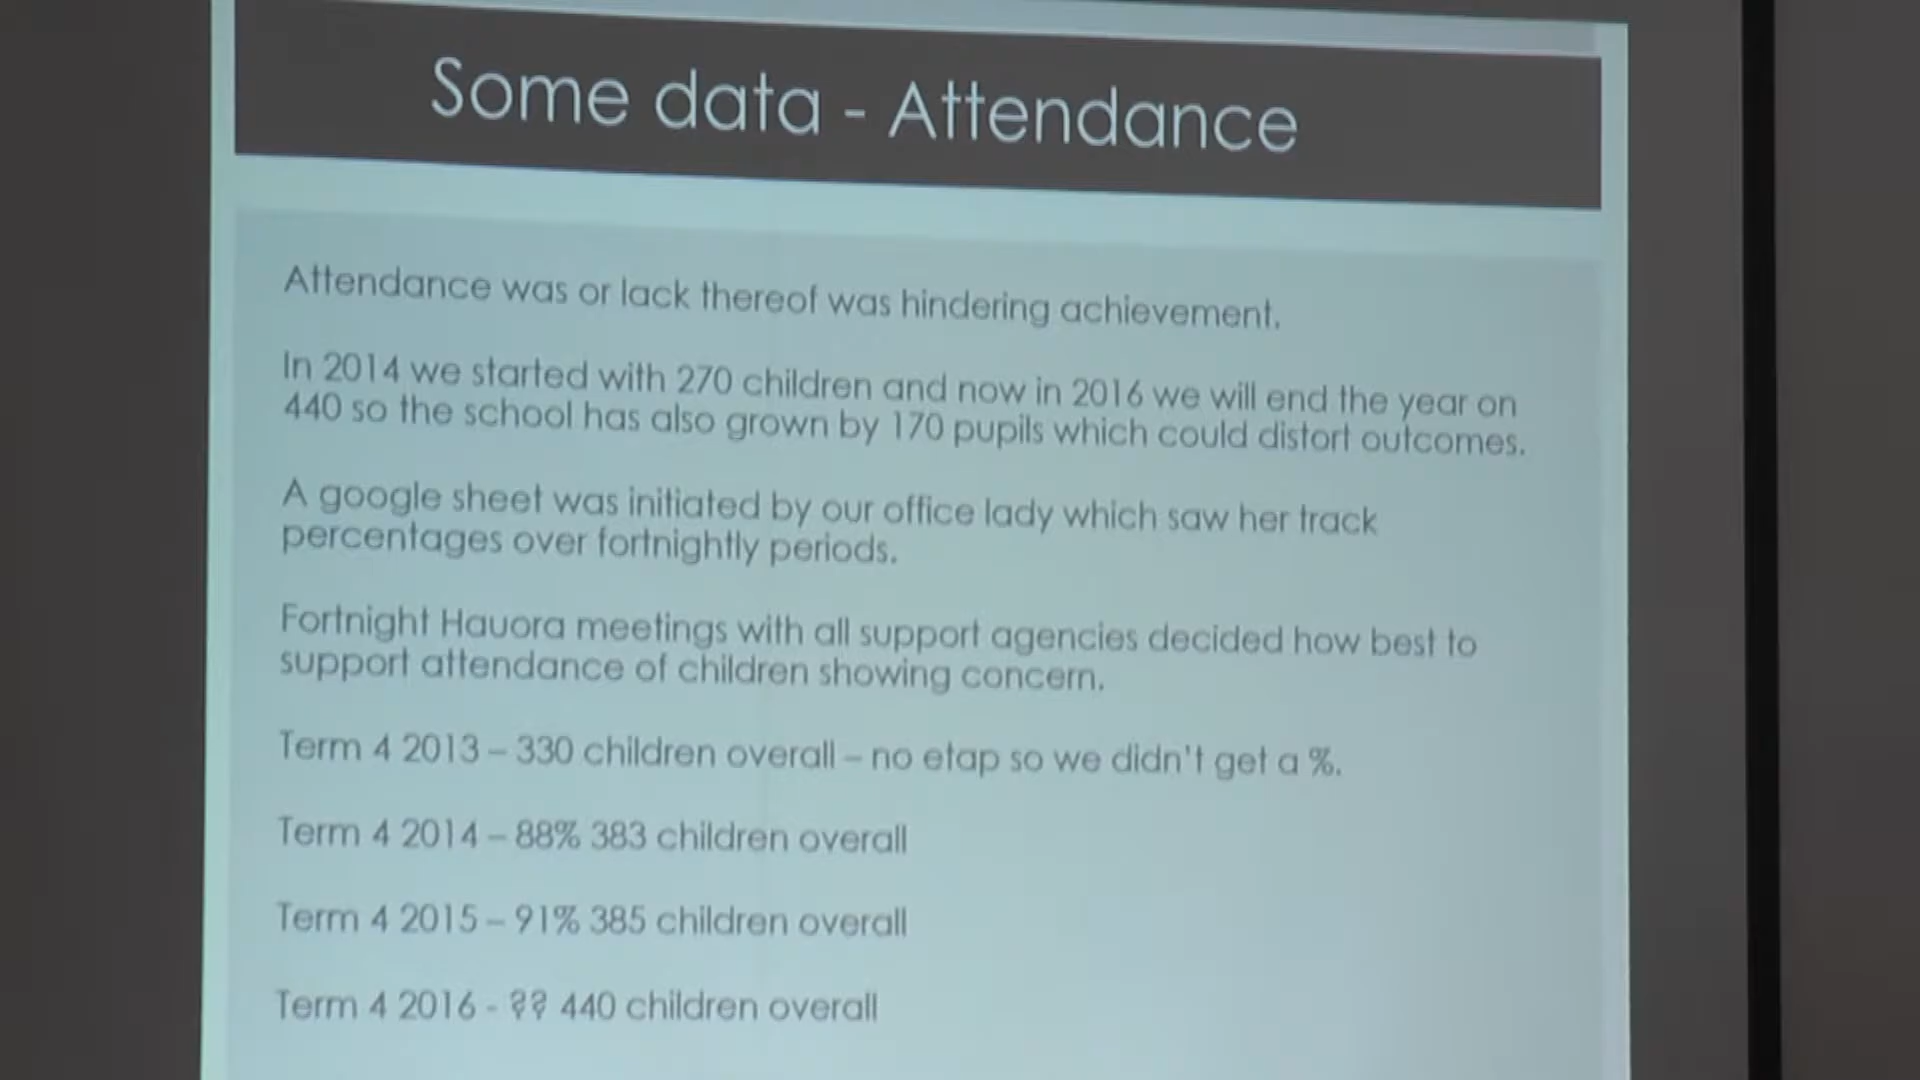 Some data - Attendance
Attendance was or lack thereof was hindering achievement.
In 2014 we started with 270 children and now in 2016 we will end the year on
440 so the school has also grown by 170 pupils which could distort outcomes.
A google sheet was initiated by our office lady which saw her track
percentages over fortnightly periods.
Fortnight Hauora meetings with all support agencies decided how best to
support attendance of children showing concern.
Term 4 2013 – 330 children overall – no etap so we didn't get a %.
Term 4 2014 – 88% 383 children overall
Term 4 2015 – 91% 385 children overall
Term 4 2016 - ?? 440 children overall